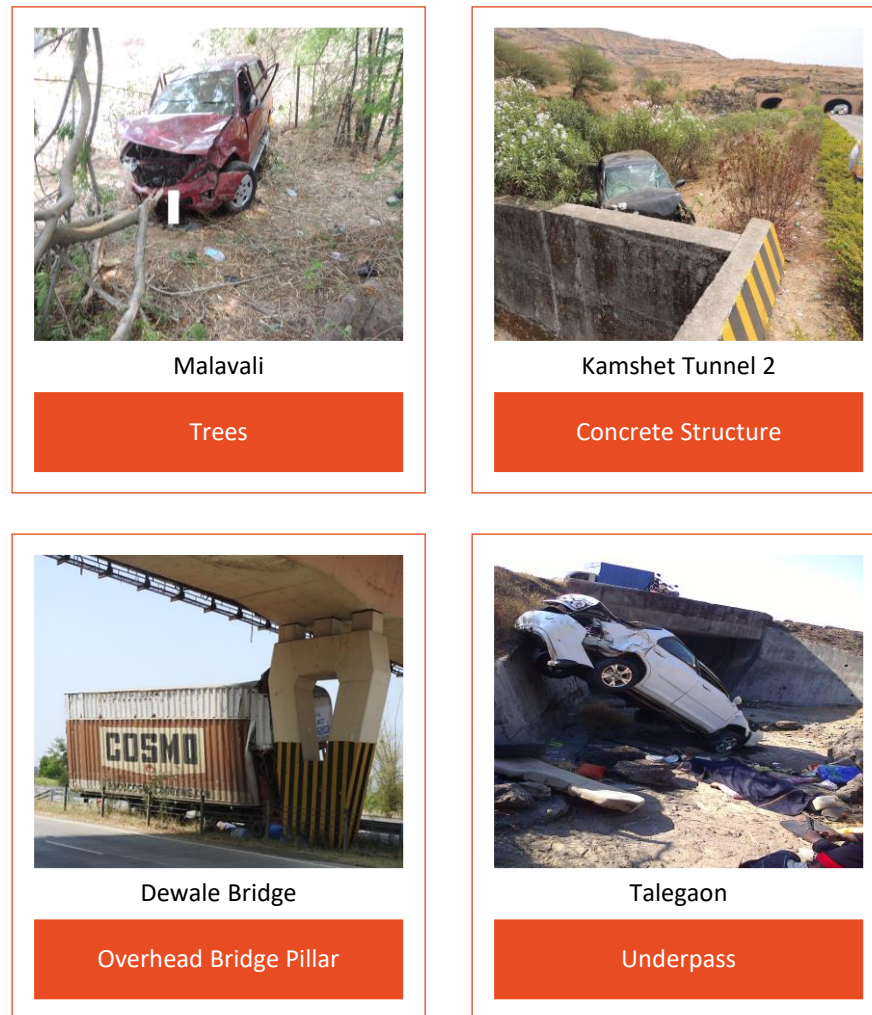 Malavali
Trees
Kamshet Tunnel 2
Concrete Structure
COSMO
Dewale Bridge
Overhead Bridge Pillar
Talegaon
Underpass